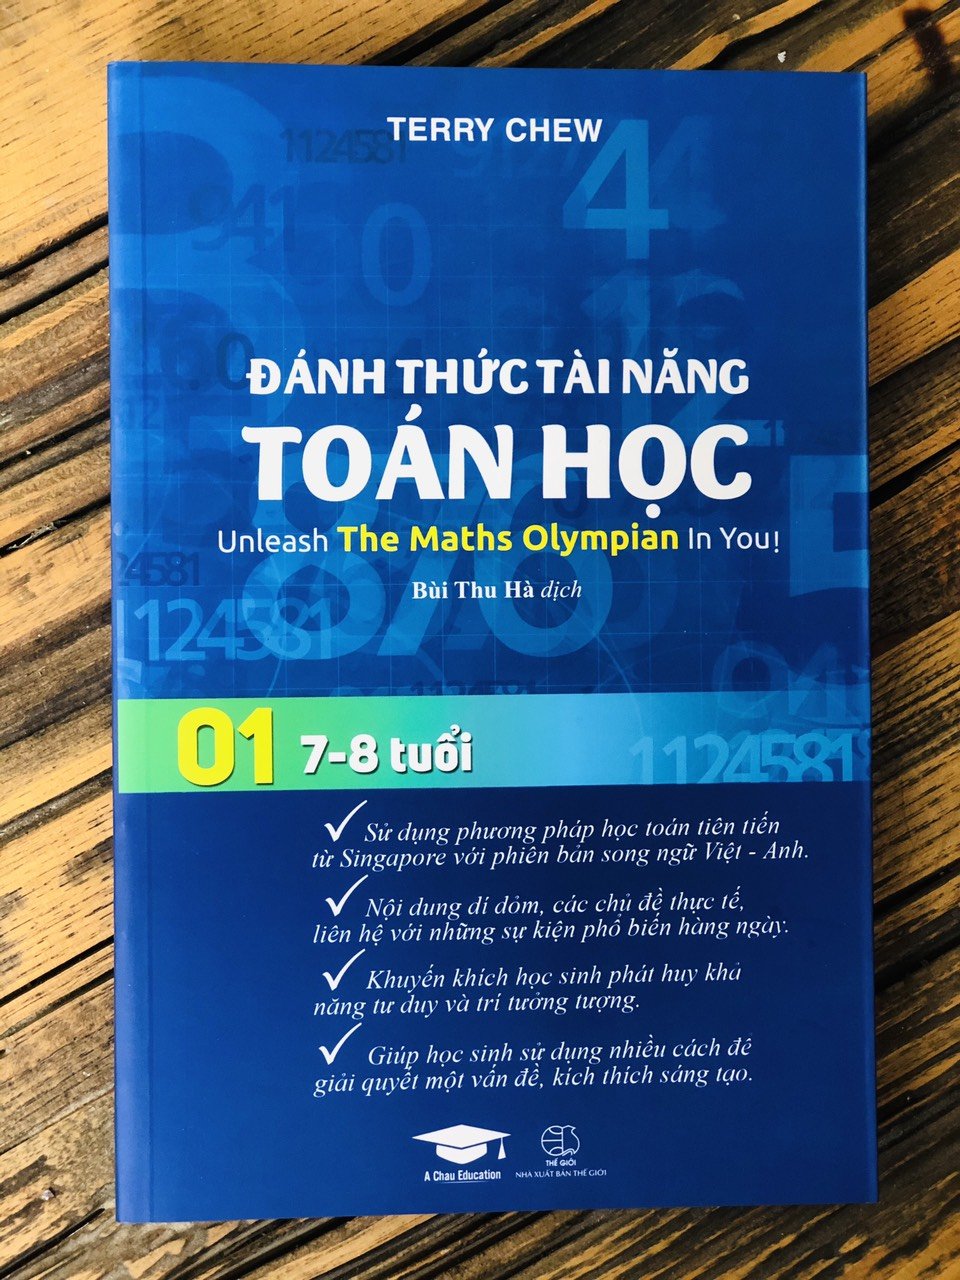 TERRY CHEW
ĐÁNH THỨC TÀI NĂNG
TOÁN HỌC
Unleash The Maths Olympian In You!
Bùi Thu Hà dịch
01 7-8 tuổi
1124581
Sử dụng phương pháp học toán tiên tiến
từ Singapore với phiên bản song ngữ Việt - Anh.
Nội dung dí dỏm, các chủ đề thực tế,
liên hệ với những sự kiện phổ biến hàng ngày.
Khuyến khích học sinh phát huy khả
năng tư duy và trí tưởng tượng.
Giúp học sinh sử dụng nhiều cách để
giải quyết một vấn đề, kích thích sáng tạo.
A Chau Education
THẾ GIỚI
NHÀ XUẤT BẢN THẾ GIỚI